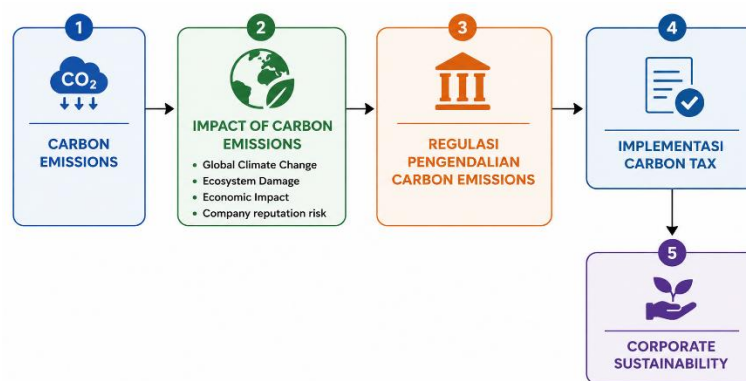 1
CO₂
CARBON
EMISSIONS
2
IMPACT OF CARBON
EMISSIONS
• Global Climate Change
• Ecosystem Damage
• Economic Impact
• Company reputation risk
3
REGULASI
PENGENDALIAN
CARBON EMISSIONS
4
IMPLEMENTASI
CARBON TAX
5
CORPORATE
SUSTAINABILITY